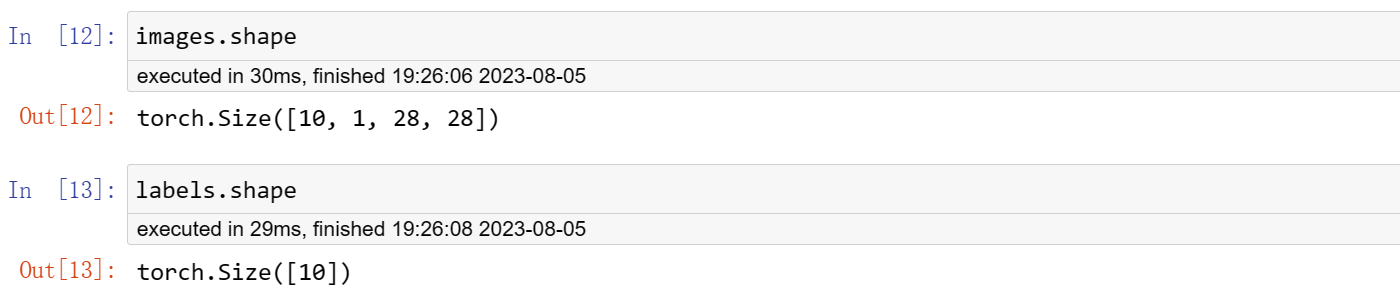 In [12]: images.shape
executed in 30ms, finished 19:26:06 2023-08-05
Out[12]: torch.Size([10, 1, 28, 28])
In [13]: labels.shape
executed in 29ms, finished 19:26:08 2023-08-05
Out[13]: torch.Size([10])